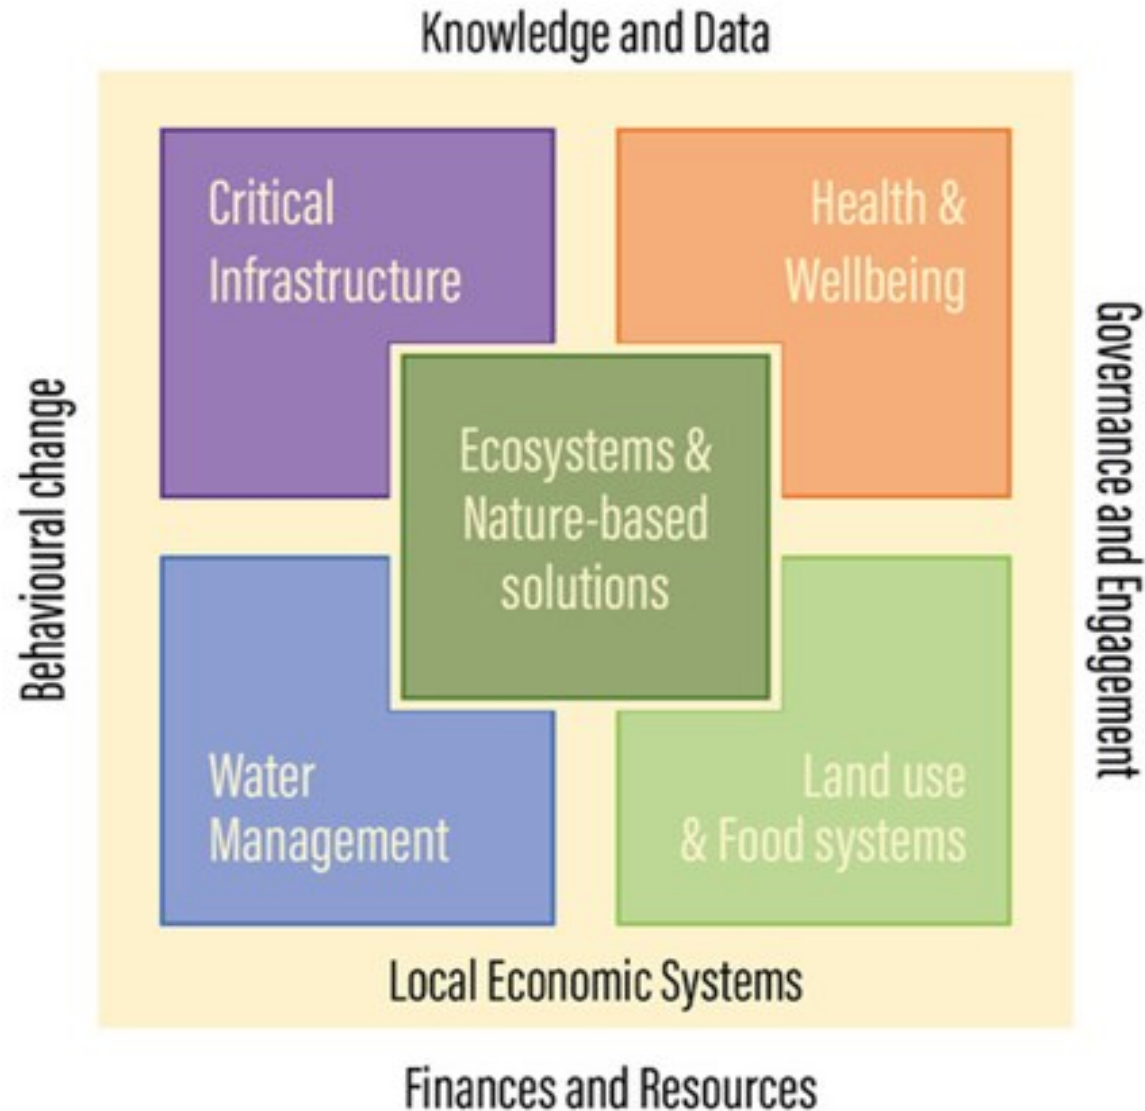 Knowledge and Data
Critical
Infrastructure
Health &
Wellbeing
Behavioural change
Ecosystems &
Nature-based
solutions
Governance and Engagement
Water
Management
Land use
& Food systems
Local Economic Systems
Finances and Resources